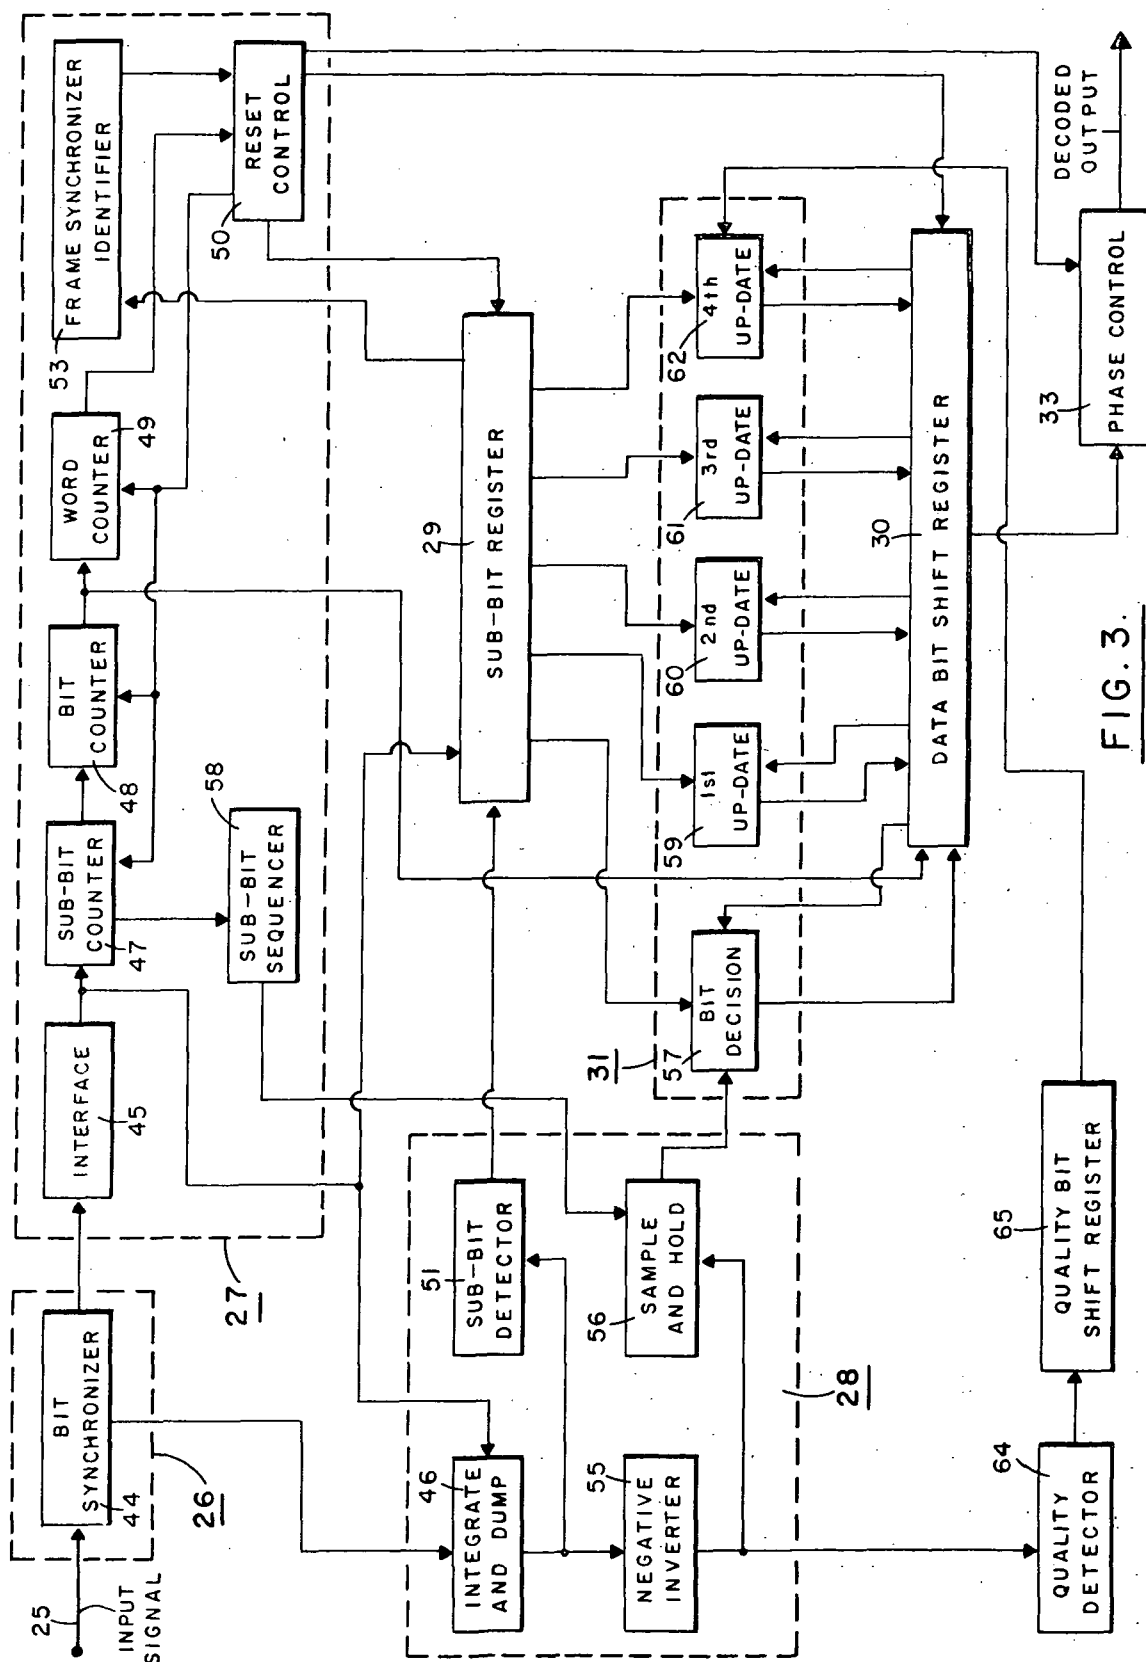 25
INPUT
SIGNAL
BIT
SYNCHRONIZER
44
26
INTERFACE
45
SUB-BIT
COUNTER
47
BIT
COUNTER
48
WORD
COUNTER
49
53
FRAME SYNCHRONIZER
IDENTIFIER
58
SUB-BIT
SEQUENCER
50
RESET
CONTROL
27
46
INTEGRATE
AND DUMP
51
SUB-BIT
DETECTOR
55
NEGATIVE
INVERTER
56
SAMPLE
AND HOLD
28
29
SUB-BIT REGISTER
31
57
BIT
DECISION
59
1st
UP-DATE
60
2nd
UP-DATE
61
3rd
UP-DATE
62
4th
UP-DATE
30
DATA BIT SHIFT REGISTER
64
QUALITY
DETECTOR
65
QUALITY BIT
SHIFT REGISTER
33
PHASE CONTROL
DECODED
OUTPUT
FIG. 3.